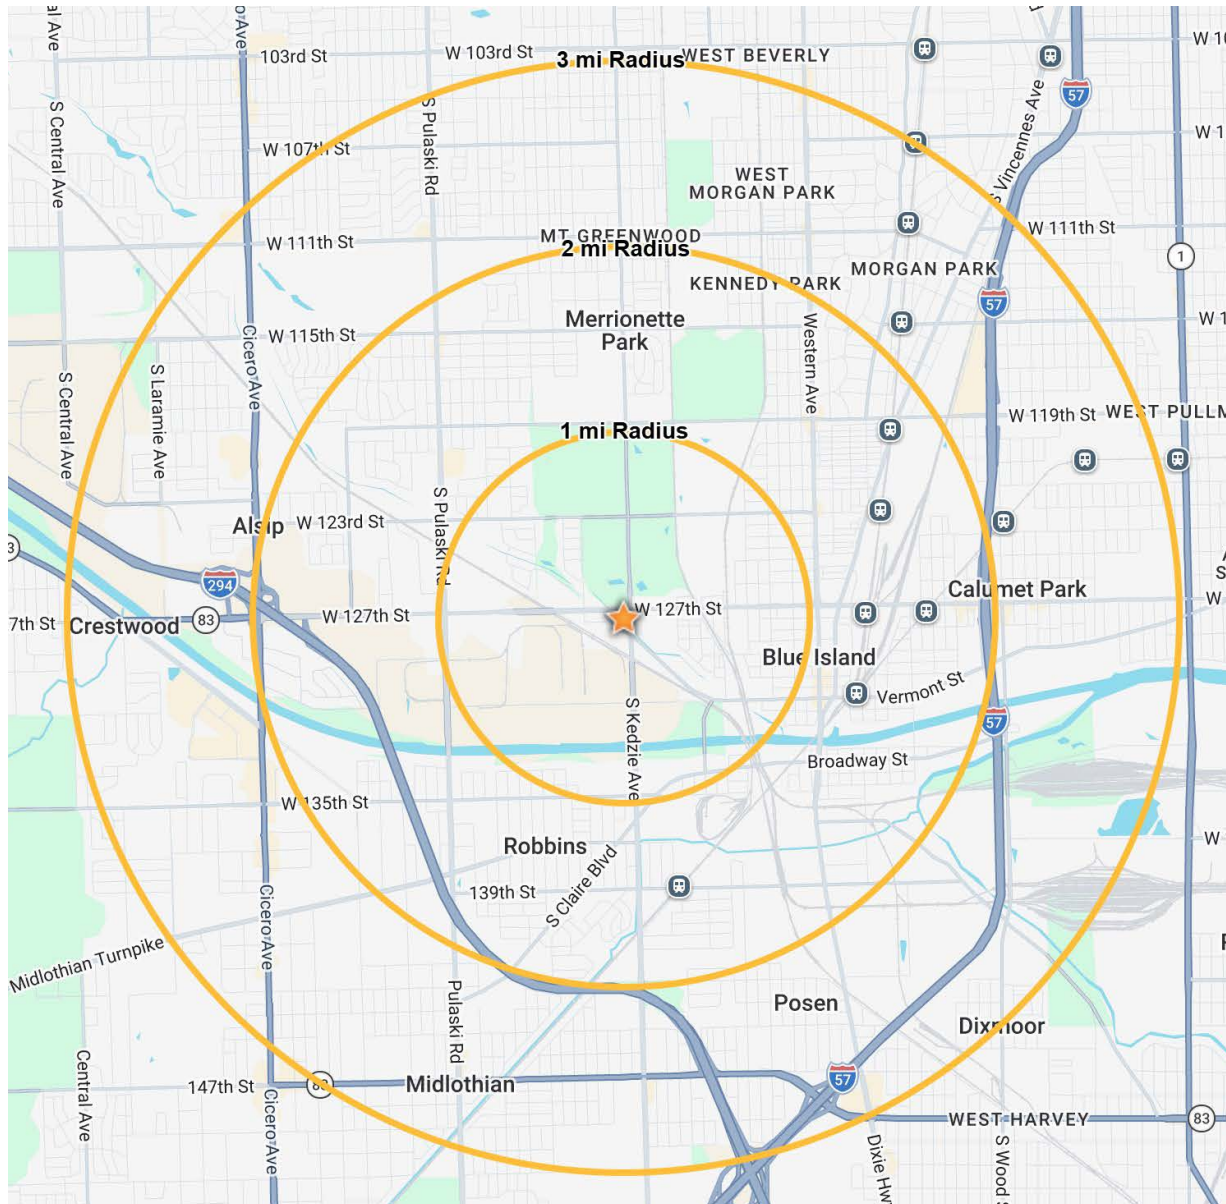 W 103rd St
3 mi Radius
WEST BEVERLY
103rd St
57
S Central Ave
S Pulaski Rd
S Vincennes Ave
W 107th St
WEST
MORGAN PARK
W 111th St
MT GREENWOOD
W 111th St
2 mi Radius
1
MORGAN PARK
KENNEDY PARK
57
Merrionette
Park
W 115th St
Cicero Ave
Western Ave
S Central Ave
S Laramie Ave
W 119th St
WEST PULLM
1 mi Radius
Alsip
W 123rd St
S Pulaski Rd
294
Calumet Park
7th St
Crestwood
83
W 127th St
W 127th St
Blue Island
Vermont St
S Kedzie Ave
57
Broadway St
W 135th St
Robbins
139th St
S Claire Blvd
Cicero Ave
Midlothian Turnpike
Pulaski Rd
Posen
Dixmoor
Central Ave
147th St
83
Midlothian
57
Cicero Ave
WEST HARVEY
83
Dixie Hw
S Wood S